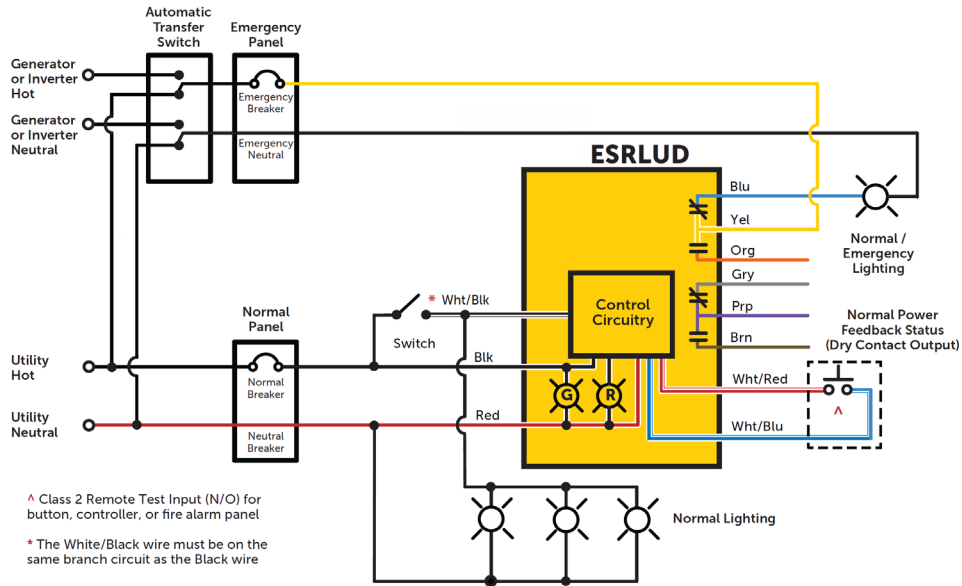 Automatic
Transfer
Switch
Emergency
Panel
Generator
or Inverter
Hot
Emergency
Breaker
Generator
or Inverter
Neutral
Emergency
Neutral
ESRLUD
Blu
Yel
Org
Normal /
Emergency
Lighting
Gry
Prp
Brn
Control
Circuitry
* Wht/Blk
Switch
Normal
Panel
Normal Power
Feedback Status
(Dry Contact Output)
Utility
Hot
Normal
Breaker
Blk
G
R
Wht/Red
^
Utility
Neutral
Neutral
Breaker
Red
Wht/Blu
Normal Lighting
^ Class 2 Remote Test Input (N/O) for
button, controller, or fire alarm panel
* The White/Black wire must be on the
same branch circuit as the Black wire